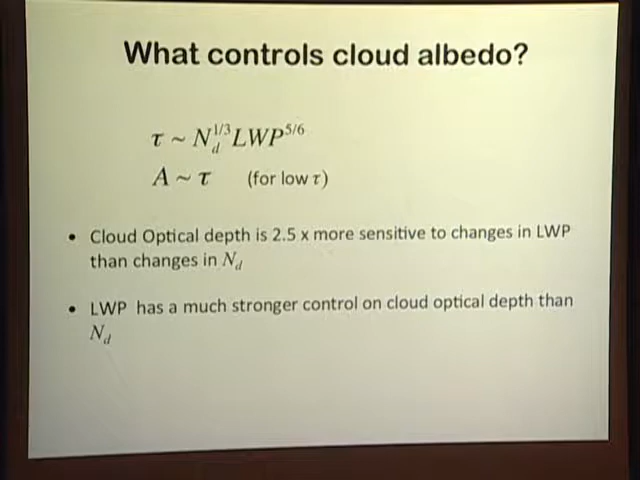 What controls cloud albedo?
τ ~ N_d^{1/3} LWP^{5/6}
A ~ τ (for low τ)
• Cloud Optical depth is 2.5 x more sensitive to changes in LWP
than changes in N_d
• LWP has a much stronger control on cloud optical depth than
N_d